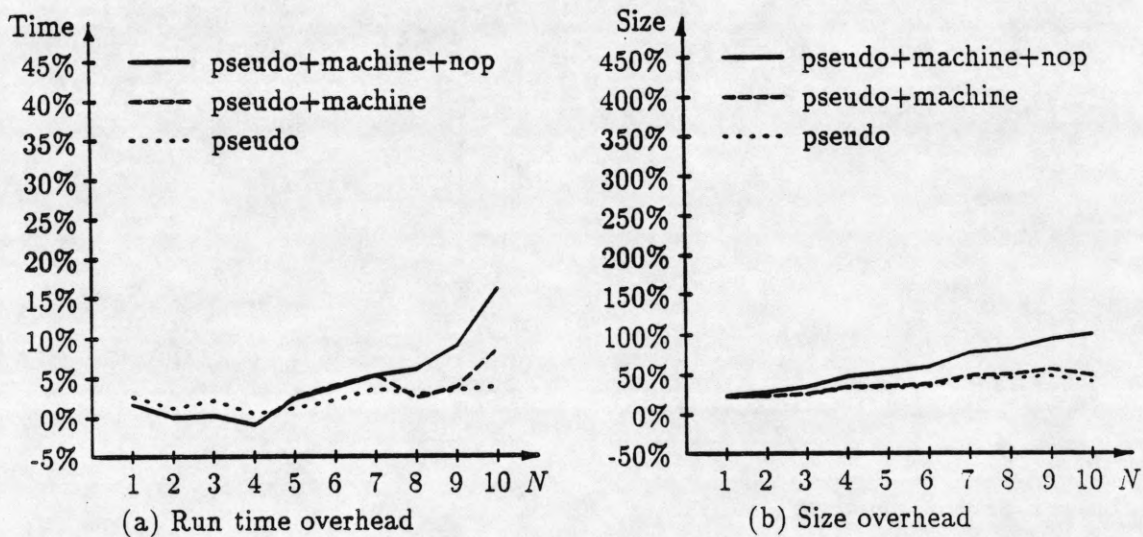 Time
45%
40%
35%
30%
25%
20%
15%
10%
5%
0%
-5%
pseudo+machine+nop
pseudo+machine
pseudo
1 2 3 4 5 6 7 8 9 10 N
(a) Run time overhead
Size
450%
400%
350%
300%
250%
200%
150%
100%
50%
0%
-50%
pseudo+machine+nop
pseudo+machine
pseudo
1 2 3 4 5 6 7 8 9 10 N
(b) Size overhead